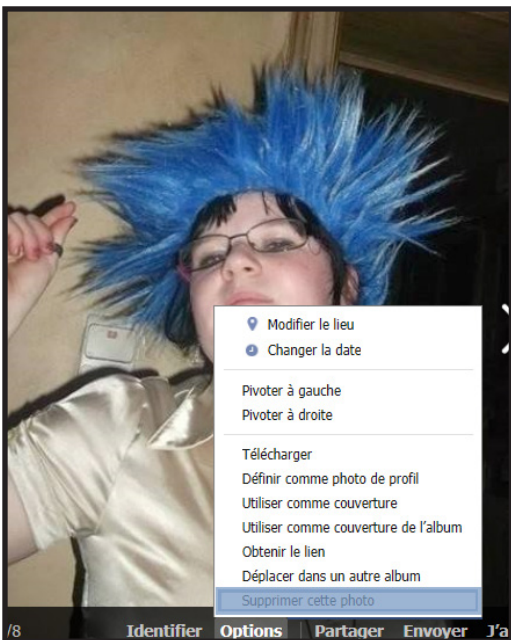 Modifier le lieu
Changer la date
Pivoter à gauche
Pivoter à droite
Télécharger
Définir comme photo de profil
Utiliser comme couverture
Utiliser comme couverture de l'album
Obtenir le lien
Déplacer dans un autre album
Supprimer cette photo
/8 Identifier Options Partager Envoyer J'a